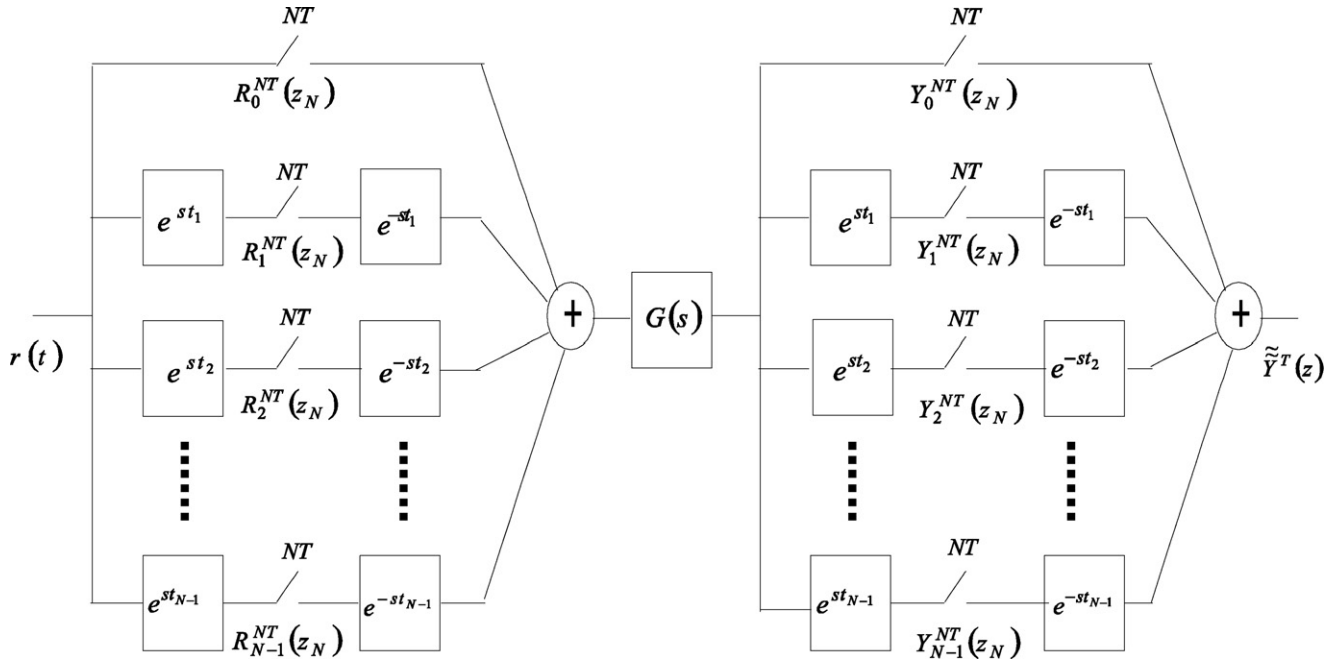 NT NT
R_0^{NT}(z_N) Y_0^{NT}(z_N)
NT NT
e^{st_1} e^{-st_1} e^{st_1} e^{-st_1}
R_1^{NT}(z_N) Y_1^{NT}(z_N)
+ G(s) +
NT NT
r(t) \tilde{\tilde{Y}}^T(z)
e^{st_2} e^{-st_2} e^{st_2} e^{-st_2}
R_2^{NT}(z_N) Y_2^{NT}(z_N)
NT NT
e^{st_{N-1}} e^{-st_{N-1}} e^{st_{N-1}} e^{-st_{N-1}}
R_{N-1}^{NT}(z_N) Y_{N-1}^{NT}(z_N)